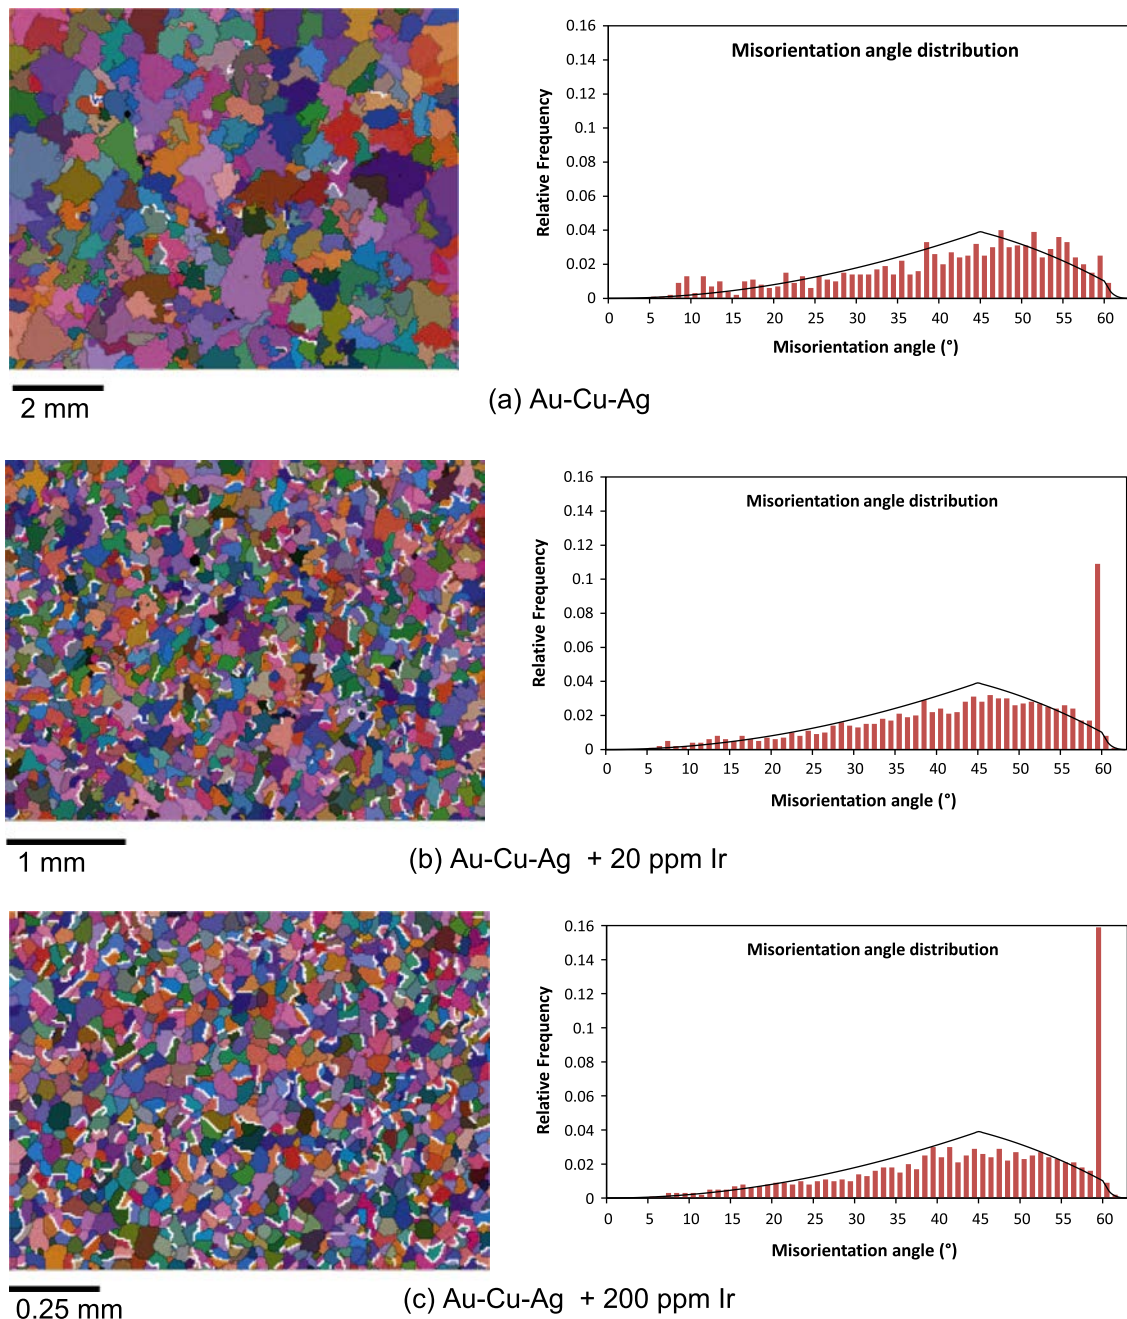 Misorientation angle distribution
Relative Frequency
0.16
0.14
0.12
0.1
0.08
0.06
0.04
0.02
0
0 5 10 15 20 25 30 35 40 45 50 55 60
Misorientation angle (°)
2 mm
(a) Au-Cu-Ag
Misorientation angle distribution
Relative Frequency
0.16
0.14
0.12
0.1
0.08
0.06
0.04
0.02
0
0 5 10 15 20 25 30 35 40 45 50 55 60
Misorientation angle (°)
1 mm
(b) Au-Cu-Ag + 20 ppm Ir
Misorientation angle distribution
Relative Frequency
0.16
0.14
0.12
0.1
0.08
0.06
0.04
0.02
0
0 5 10 15 20 25 30 35 40 45 50 55 60
Misorientation angle (°)
0.25 mm
(c) Au-Cu-Ag + 200 ppm Ir